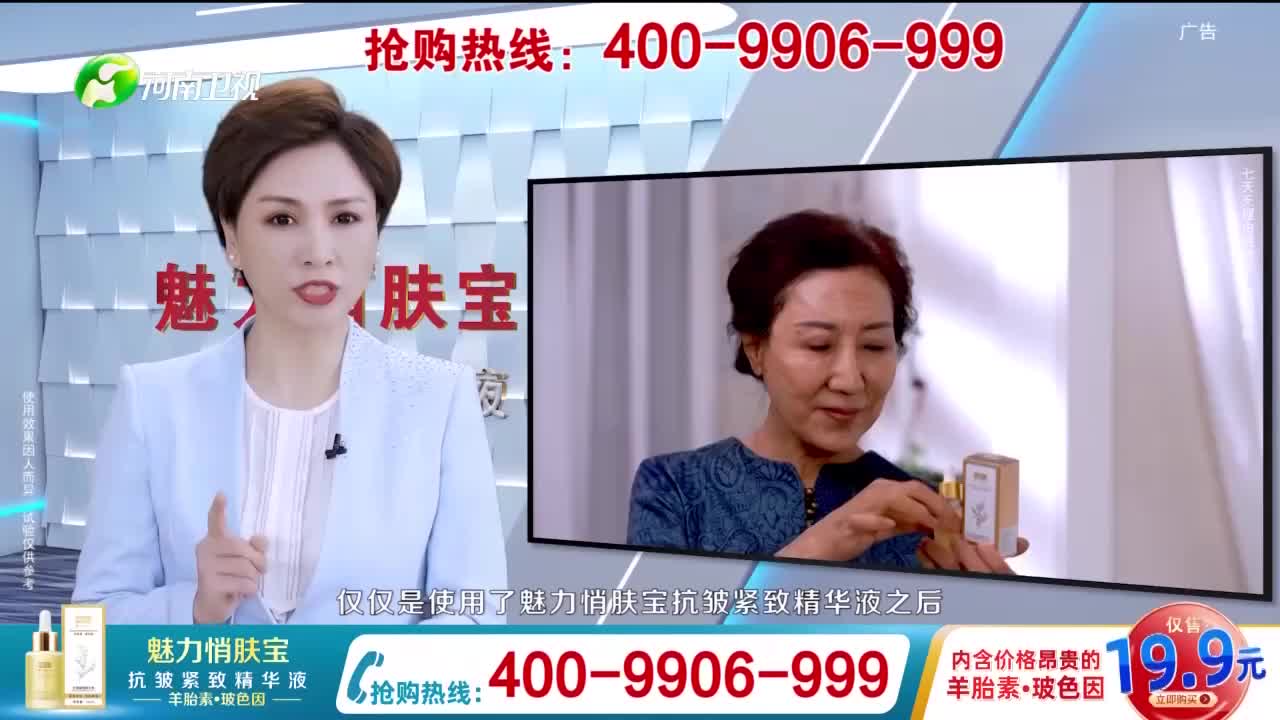 抢购热线：400-9906-999
广告
河南卫视
魅力悄肤宝
液
使用效果因人而异 试验仅供参考
仅仅是使用了魅力悄肤宝抗皱紧致精华液之后
魅力悄肤宝
抗皱紧致精华液
羊胎素•玻色因
抢购热线：400-9906-999
内含价格昂贵的
羊胎素•玻色因
仅售
19.9元
立即购买